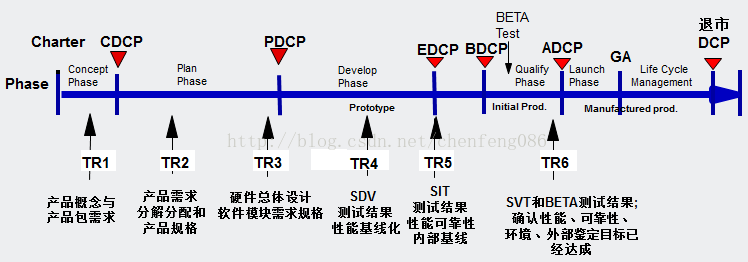 退市
BETA
Test
Charter
CDCP
PDCP
EDCP
BDCP
ADCP
GA
DCP
Phase
Concept
Phase
Plan
Phase
Develop
Phase
Qualify
Phase
Launch
Phase
Life Cycle
Management
Prototype
Initial Prod.
Manufactured prod.
http://blog.csdn.net/chenfeng086
TR1
TR2
TR3
TR4
TR5
TR6
产品概念与
产品包需求
产品需求
分解分配和
产品规格
硬件总体设计
软件模块需求规格
SDV
测试结果
性能基线化
SIT
测试结果
性能可靠性
内部基线
SVT和BETA测试结果;
确认性能、可靠性、
环境、外部鉴定目标已
经达成